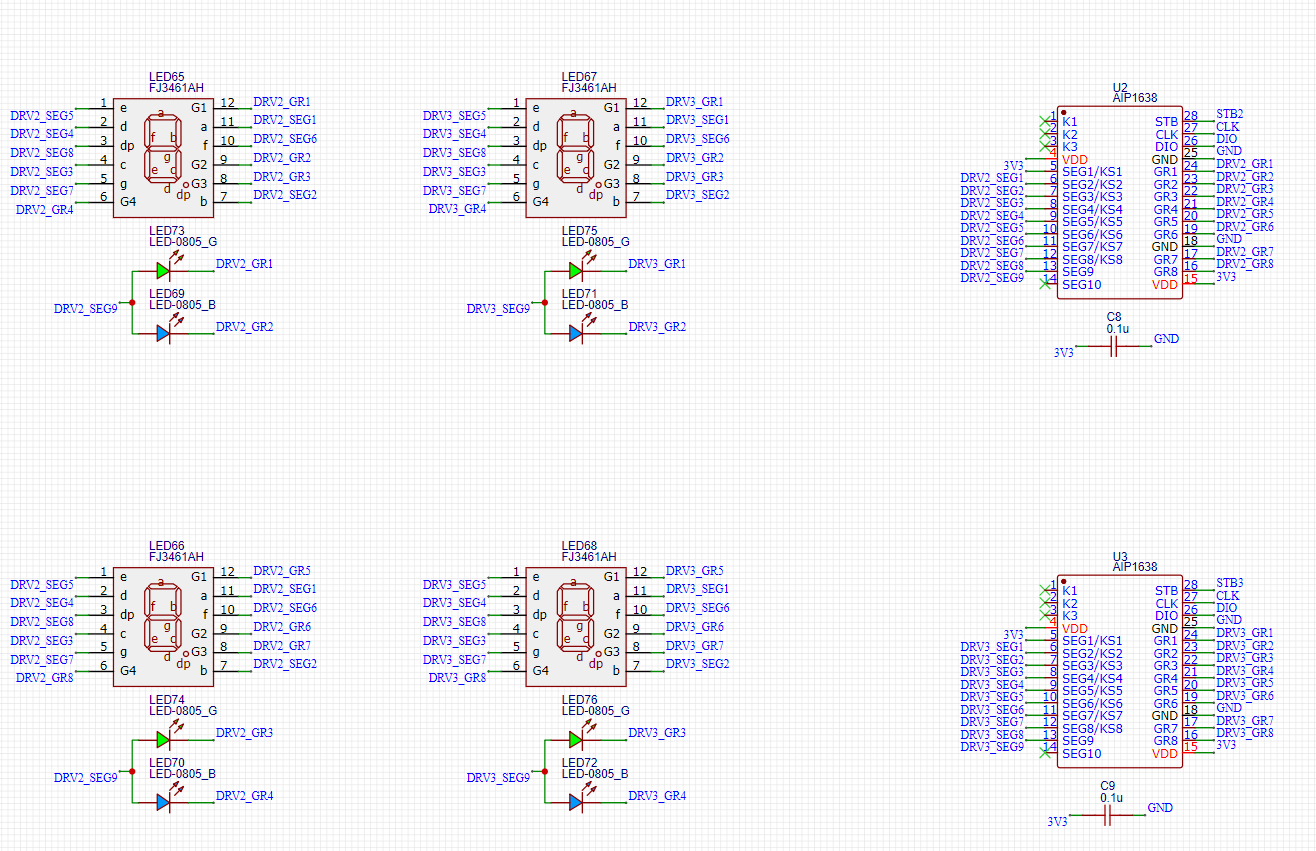 LED65
FJ3461AH
DRV2_SEG5 1 e G1 12 DRV2_GR1
DRV2_SEG4 2 d a 11 DRV2_SEG1
DRV2_SEG8 3 dp f 10 DRV2_SEG6
DRV2_SEG3 4 c G2 9 DRV2_GR2
DRV2_SEG7 5 g G3 8 DRV2_GR3
DRV2_GR4 6 G4 b 7 DRV2_SEG2
a
f b
g
e c
d dp
LED73
LED-0805_G
DRV2_GR1
LED69
LED-0805_B
DRV2_SEG9
DRV2_GR2
LED67
FJ3461AH
DRV3_SEG5 1 e G1 12 DRV3_GR1
DRV3_SEG4 2 d a 11 DRV3_SEG1
DRV3_SEG8 3 dp f 10 DRV3_SEG6
DRV3_SEG3 4 c G2 9 DRV3_GR2
DRV3_SEG7 5 g G3 8 DRV3_GR3
DRV3_GR4 6 G4 b 7 DRV3_SEG2
a
f b
g
e c
d dp
LED75
LED-0805_G
DRV3_GR1
LED71
LED-0805_B
DRV3_SEG9
DRV3_GR2
U2
AIP1638
1 K1 STB 28 STB2
2 K2 CLK 27 CLK
3 K3 DIO 26 DIO
3V3 4 VDD GND 25 GND
DRV2_SEG1 5 SEG1/KS1 GR1 24 DRV2_GR1
DRV2_SEG2 6 SEG2/KS2 GR2 23 DRV2_GR2
DRV2_SEG3 7 SEG3/KS3 GR3 22 DRV2_GR3
DRV2_SEG4 8 SEG4/KS4 GR4 21 DRV2_GR4
DRV2_SEG5 9 SEG5/KS5 GR5 20 DRV2_GR5
DRV2_SEG6 10 SEG6/KS6 GR6 19 DRV2_GR6
DRV2_SEG7 11 SEG7/KS7 GND 18 GND
DRV2_SEG8 12 SEG8/KS8 GR7 17 DRV2_GR7
DRV2_SEG9 13 SEG9 GR8 16 DRV2_GR8
14 SEG10 VDD 15 3V3
C8
0.1u
3V3 GND
LED66
FJ3461AH
DRV2_SEG5 1 e G1 12 DRV2_GR5
DRV2_SEG4 2 d a 11 DRV2_SEG1
DRV2_SEG8 3 dp f 10 DRV2_SEG6
DRV2_SEG3 4 c G2 9 DRV2_GR6
DRV2_SEG7 5 g G3 8 DRV2_GR7
DRV2_GR8 6 G4 b 7 DRV2_SEG2
a
f b
g
e c
d dp
LED74
LED-0805_G
DRV2_GR3
LED70
LED-0805_B
DRV2_SEG9
DRV2_GR4
LED68
FJ3461AH
DRV3_SEG5 1 e G1 12 DRV3_GR5
DRV3_SEG4 2 d a 11 DRV3_SEG1
DRV3_SEG8 3 dp f 10 DRV3_SEG6
DRV3_SEG3 4 c G2 9 DRV3_GR6
DRV3_SEG7 5 g G3 8 DRV3_GR7
DRV3_GR8 6 G4 b 7 DRV3_SEG2
a
f b
g
e c
d dp
LED76
LED-0805_G
DRV3_GR3
LED72
LED-0805_B
DRV3_SEG9
DRV3_GR4
U3
AIP1638
1 K1 STB 28 STB3
2 K2 CLK 27 CLK
3 K3 DIO 26 DIO
3V3 4 VDD GND 25 GND
DRV3_SEG1 5 SEG1/KS1 GR1 24 DRV3_GR1
DRV3_SEG2 6 SEG2/KS2 GR2 23 DRV3_GR2
DRV3_SEG3 7 SEG3/KS3 GR3 22 DRV3_GR3
DRV3_SEG4 8 SEG4/KS4 GR4 21 DRV3_GR4
DRV3_SEG5 9 SEG5/KS5 GR5 20 DRV3_GR5
DRV3_SEG6 10 SEG6/KS6 GR6 19 DRV3_GR6
DRV3_SEG7 11 SEG7/KS7 GND 18 GND
DRV3_SEG8 12 SEG8/KS8 GR7 17 DRV3_GR7
DRV3_SEG9 13 SEG9 GR8 16 DRV3_GR8
14 SEG10 VDD 15 3V3
C9
0.1u
3V3 GND